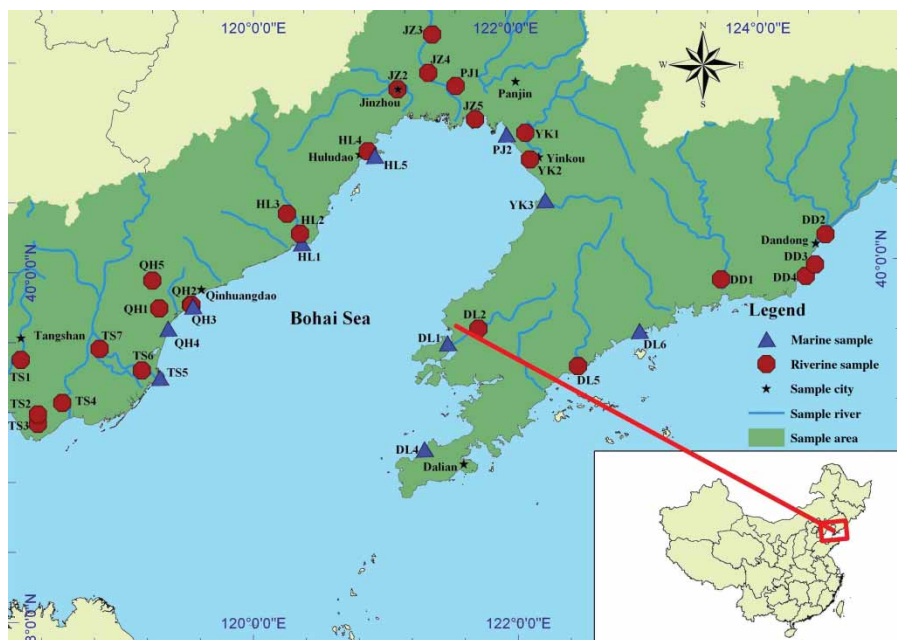 120°0'0"E
122°0'0"E
124°0'0"E
JZ3
JZ4
PJ1
JZ2
Jinzhou
Panjin
N
W
E
S
JZ5
YK1
PJ2
HL4
Huludao
HL5
Yinkou
YK2
HL3
HL2
YK3
HL1
DD2
Dandong
DD3
DD4
DD1
40°0'0"N
40°0'0"N
QH5
QH2
Qinhuangdao
QH1
QH3
QH4
Bohai Sea
DL2
DL1
DL6
DL5
Tangshan
TS7
TS6
TS1
TS5
TS2
TS4
TS3
DL4
Dalian
Legend
Marine sample
Riverine sample
Sample city
Sample river
Sample area
8°0'0"N
120°0'0"E
122°0'0"E